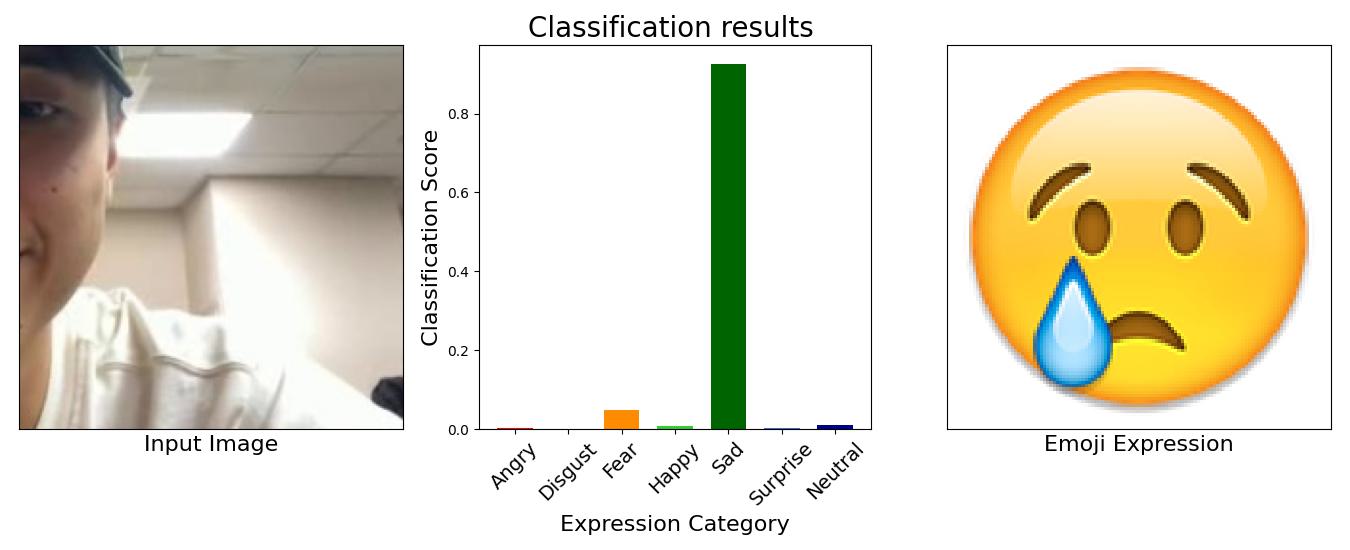 Classification results
Classification Score
0.8
0.6
0.4
0.2
0.0
Angry
Disgust
Fear
Happy
Sad
Surprise
Neutral
Expression Category
Input Image
Emoji Expression